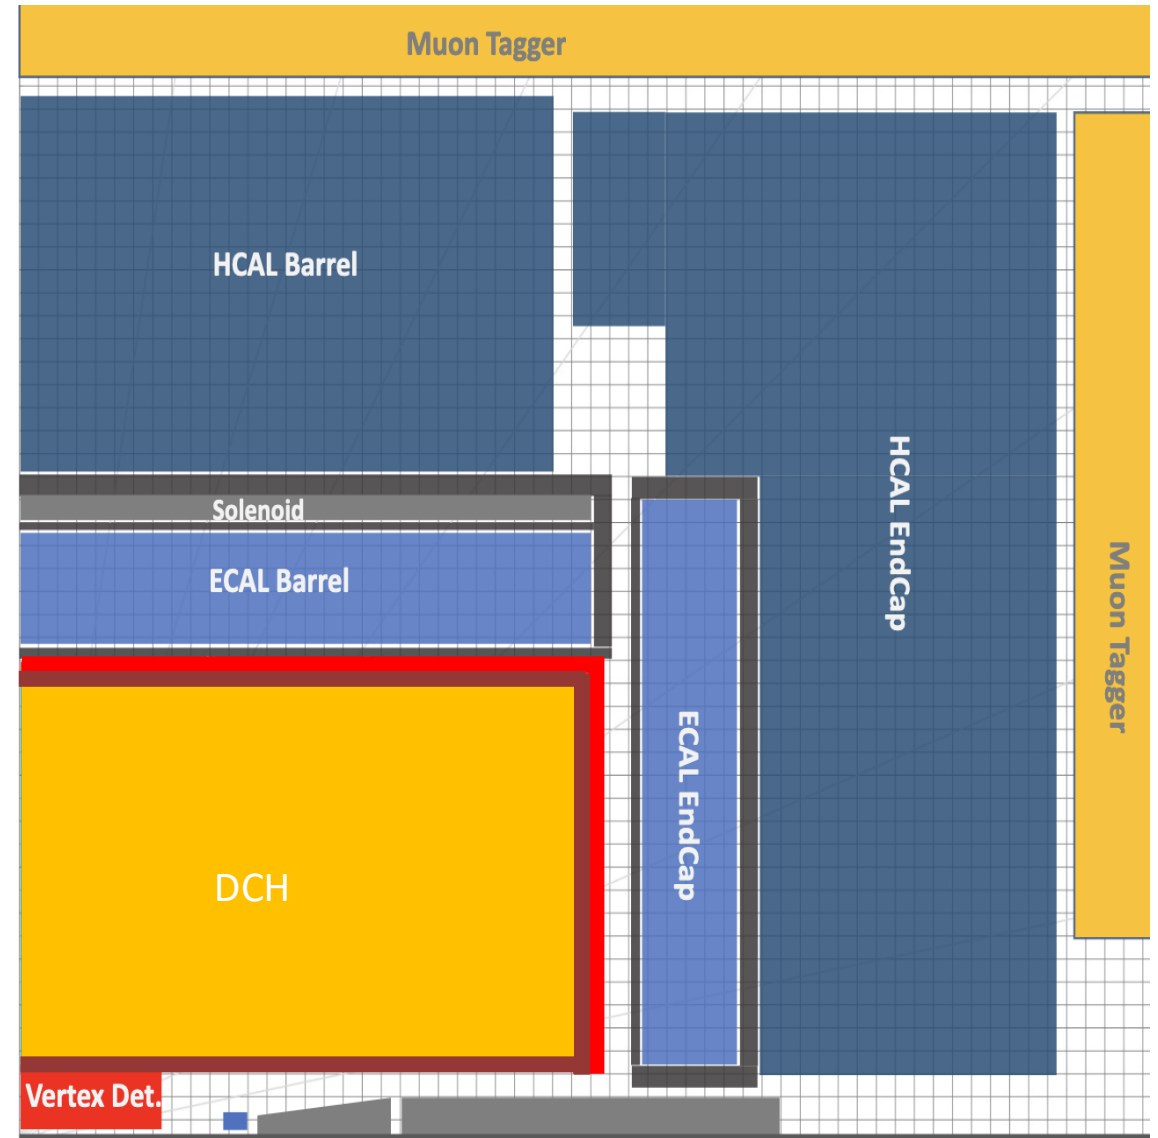 Muon Tagger
HCAL Barrel
HCAL EndCap
Solenoid
ECAL Barrel
Muon Tagger
ECAL EndCap
DCH
Vertex Det.